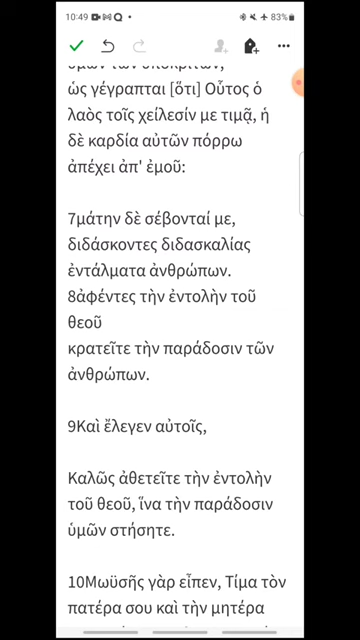 10:49
83%
ὑμῶν τῶν ὑποκριτῶν,
ὡς γέγραπται [ὅτι] Οὗτος ὁ
λαὸς τοῖς χείλεσίν με τιμᾷ, ἡ
δὲ καρδία αὐτῶν πόρρω
ἀπέχει ἀπ' ἐμοῦ:
7μάτην δὲ σέβονταί με,
διδάσκοντες διδασκαλίας
ἐντάλματα ἀνθρώπων.
8ἀφέντες τὴν ἐντολὴν τοῦ
θεοῦ
κρατεῖτε τὴν παράδοσιν τῶν
ἀνθρώπων.
9Καὶ ἔλεγεν αὐτοῖς,
Καλῶς ἀθετεῖτε τὴν ἐντολὴν
τοῦ θεοῦ, ἵνα τὴν παράδοσιν
ὑμῶν στήσητε.
10Μωϋσῆς γὰρ εἶπεν, Τίμα τὸν
πατέρα σου καὶ τὴν μητέρα